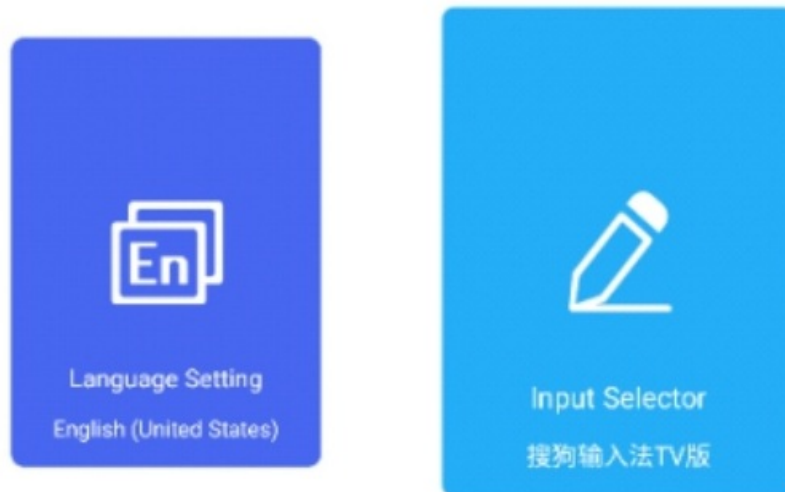 En
Language Setting
English (United States)
Input Selector
搜狗输入法TV版